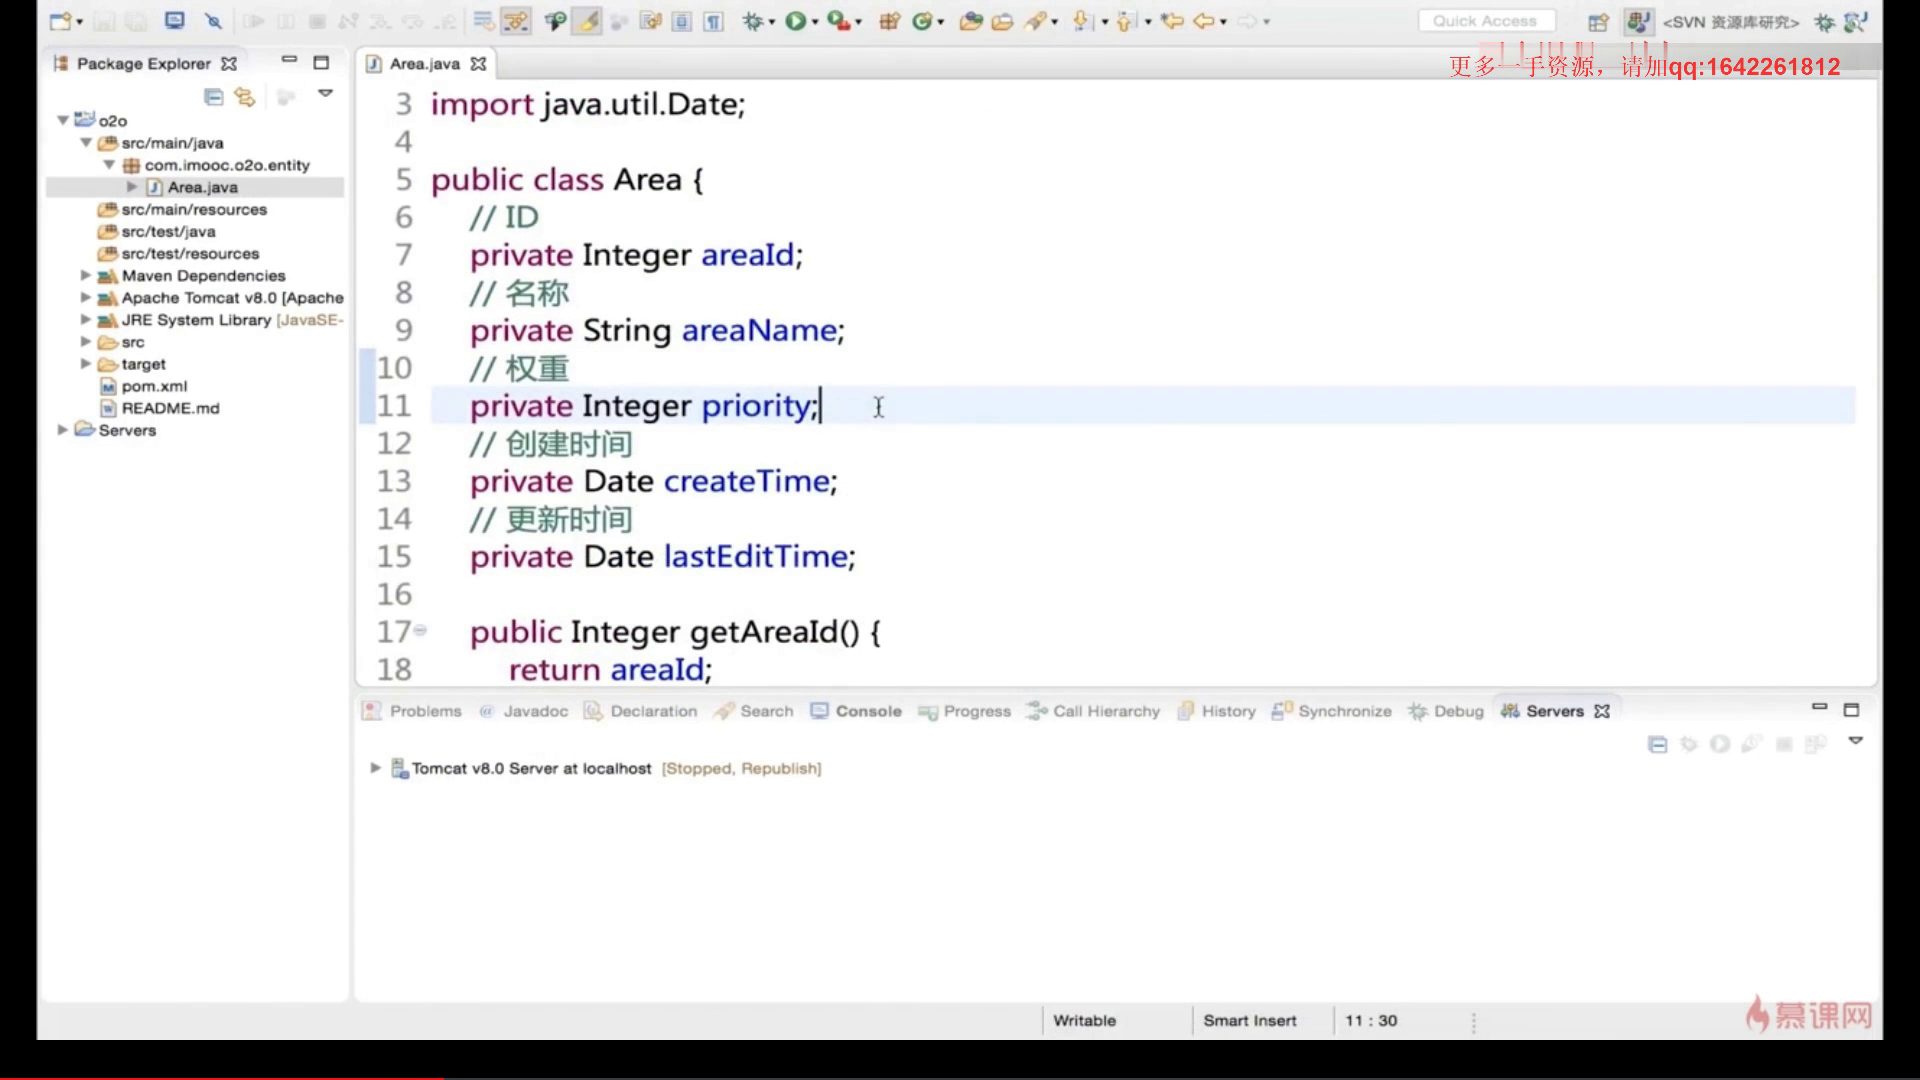 Quick Access
<SVN 资源库研究>
更多一手资源，请加qq:1642261812
Package Explorer
Area.java
o2o
src/main/java
com.imooc.o2o.entity
Area.java
src/main/resources
src/test/java
src/test/resources
Maven Dependencies
Apache Tomcat v8.0 [Apache
JRE System Library [JavaSE-
src
target
pom.xml
README.md
Servers
3 import java.util.Date;
4
5 public class Area {
6 // ID
7 private Integer areaId;
8 // 名称
9 private String areaName;
10 // 权重
11 private Integer priority;
12 // 创建时间
13 private Date createTime;
14 // 更新时间
15 private Date lastEditTime;
16
17 public Integer getAreaId() {
18 return areaId;
Problems @ Javadoc Declaration Search Console Progress Call Hierarchy History Synchronize Debug Servers
Tomcat v8.0 Server at localhost [Stopped, Republish]
Writable Smart Insert 11 : 30
慕课网